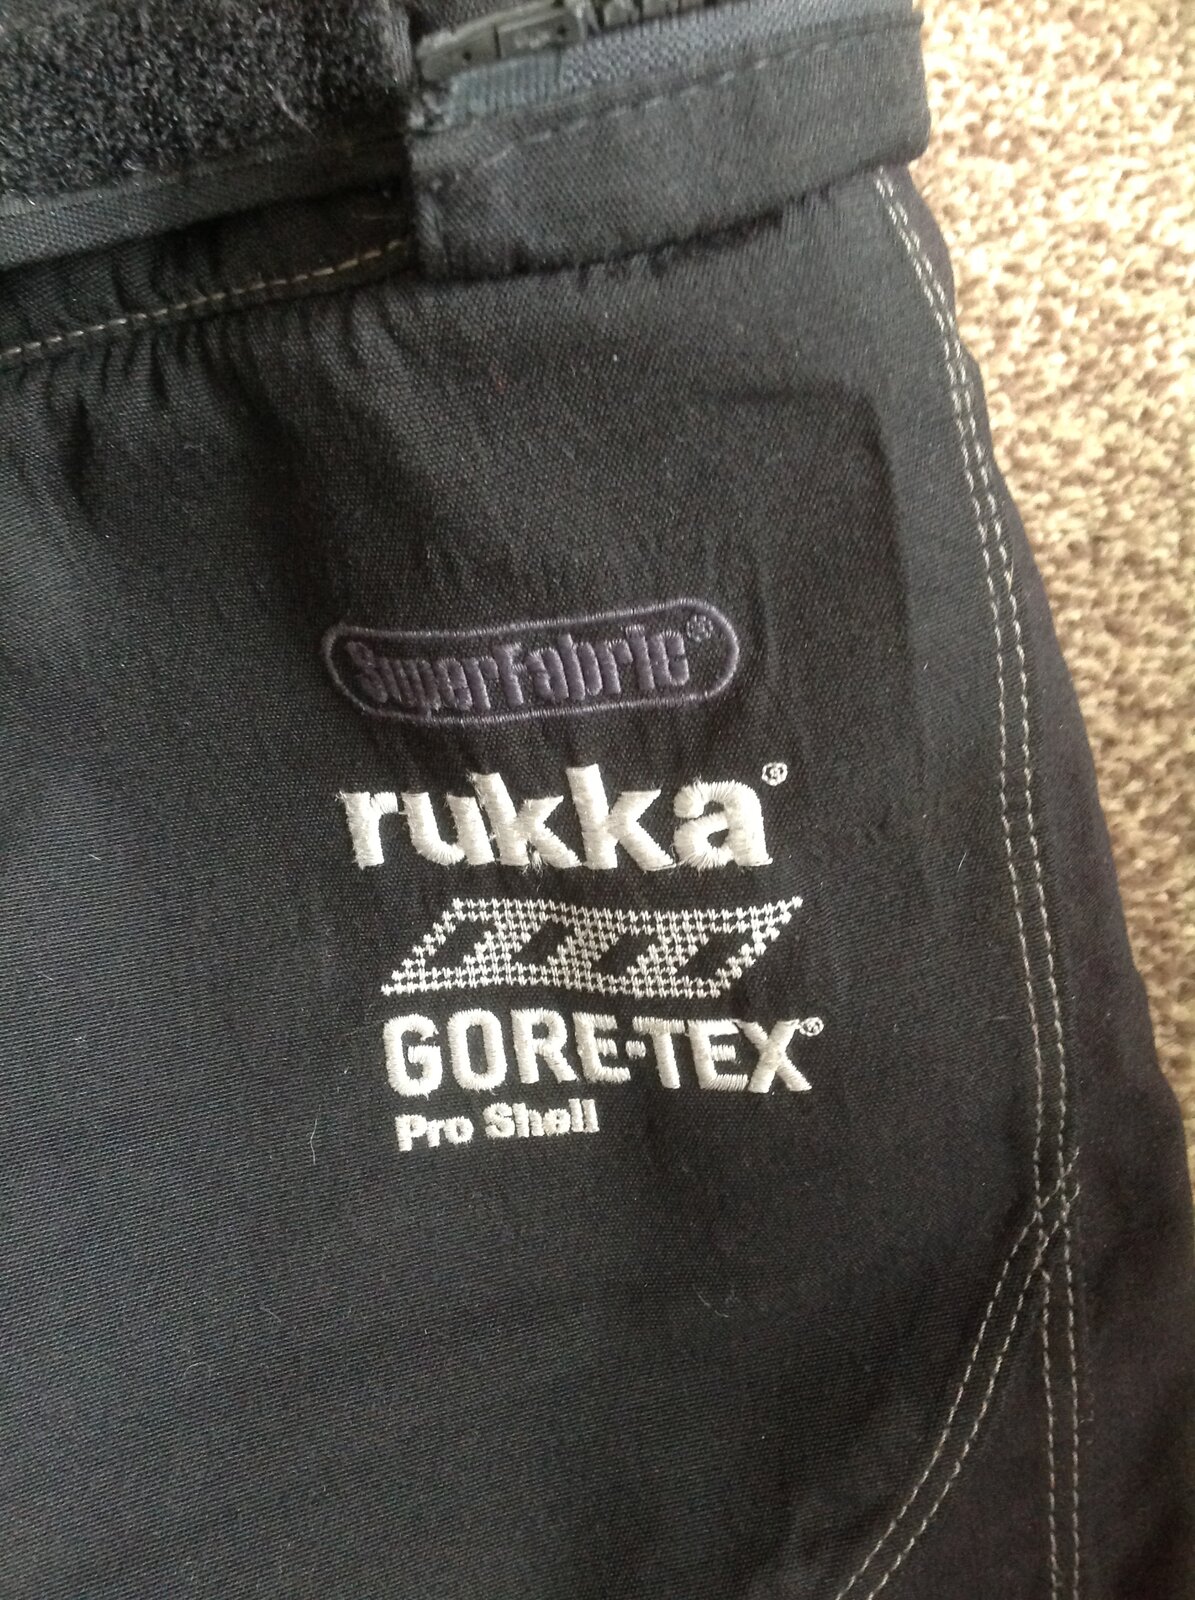 SuperFabric®
rukka®
GORE-TEX®
Pro Shell